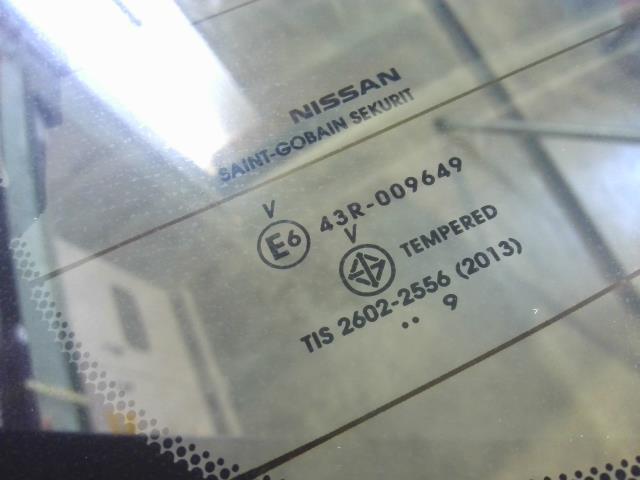 NISSAN
SAINT-GOBAIN SEKURIT
V
E6 43R-009649
V
TEMPERED
TIS 2602-2556 (2013)
.. 9